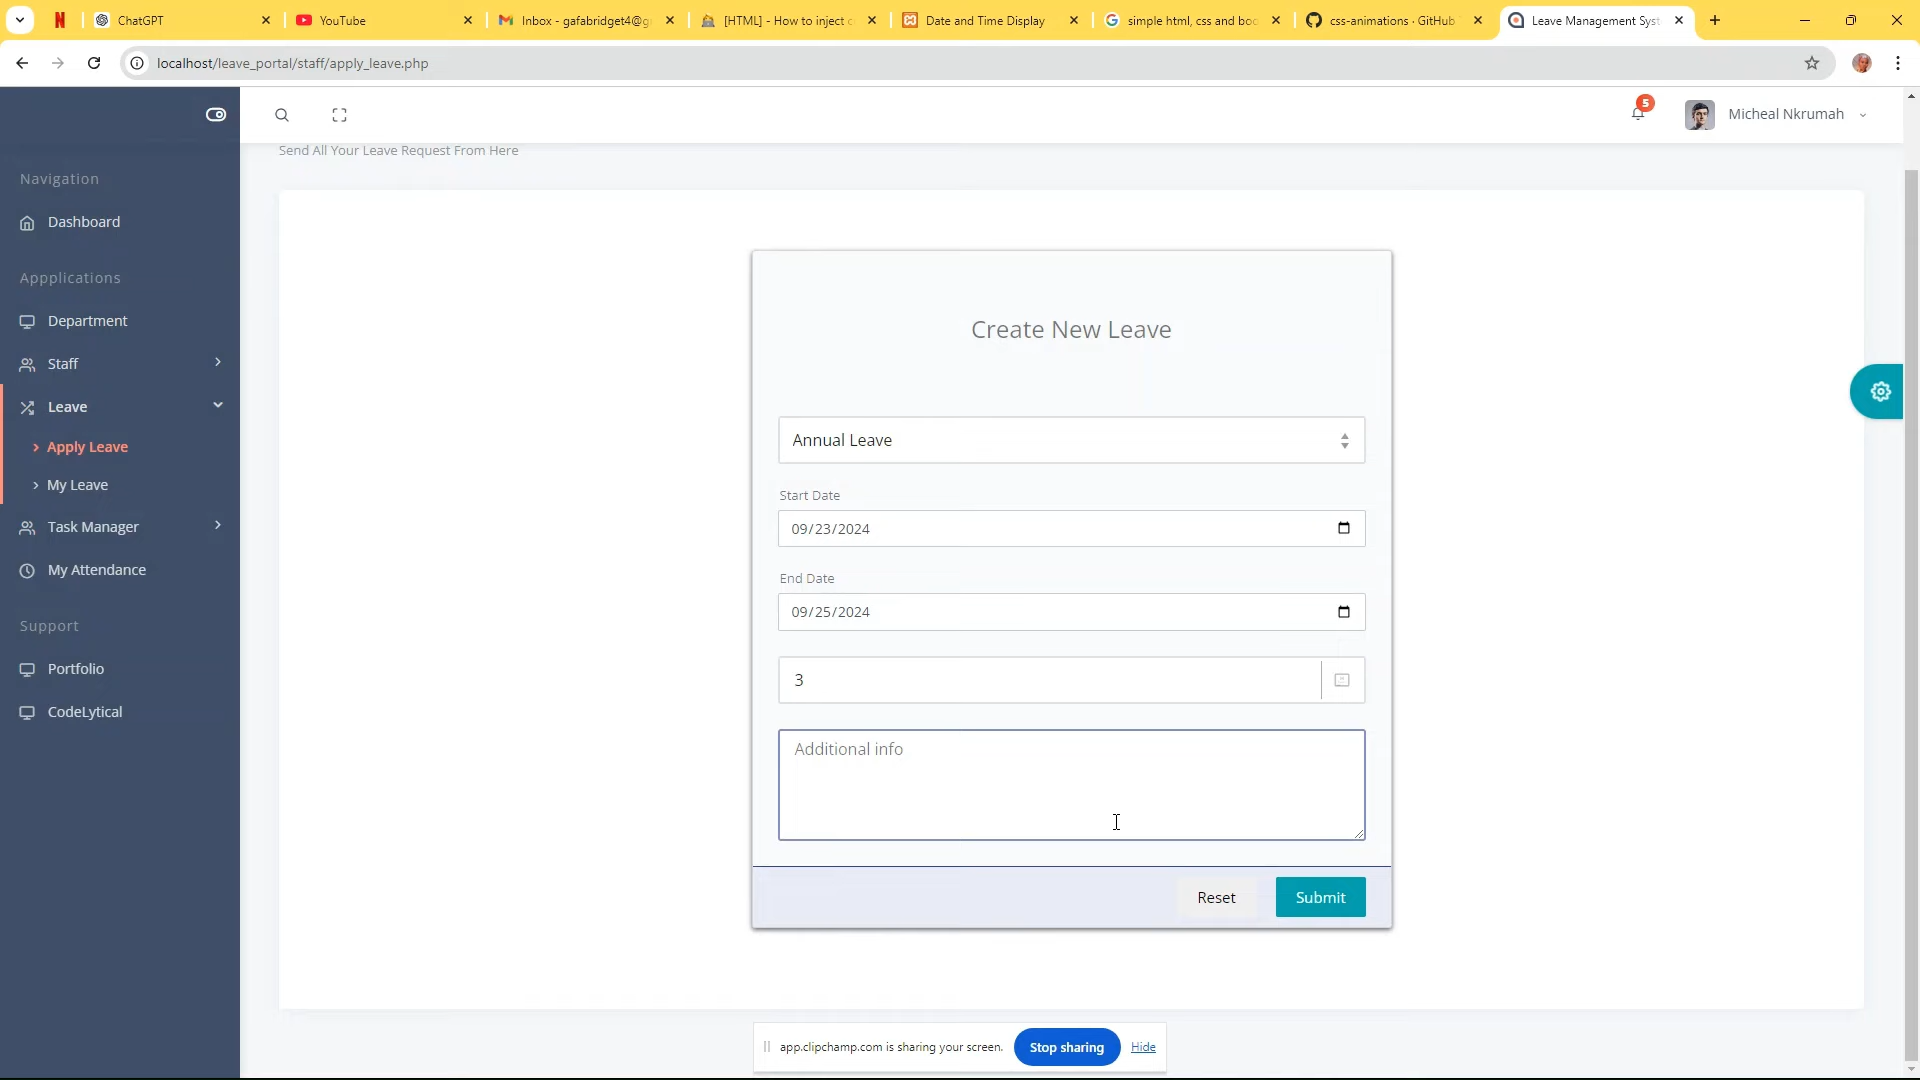 ChatGPT
YouTube
Inbox - gafabridget4@g
[HTML] - How to inject c
Date and Time Display
simple html, css and boo
css-animations · GitHub
Leave Management Syst
localhost/leave_portal/staff/apply_leave.php
5
Micheal Nkrumah
Send All Your Leave Request From Here
Navigation
Dashboard
Appplications
Department
Staff
Leave
Apply Leave
My Leave
Task Manager
My Attendance
Support
Portfolio
CodeLytical
Create New Leave
Annual Leave
Start Date
09/23/2024
End Date
09/25/2024
3
Additional info
Reset
Submit
app.clipchamp.com is sharing your screen.
Stop sharing
Hide